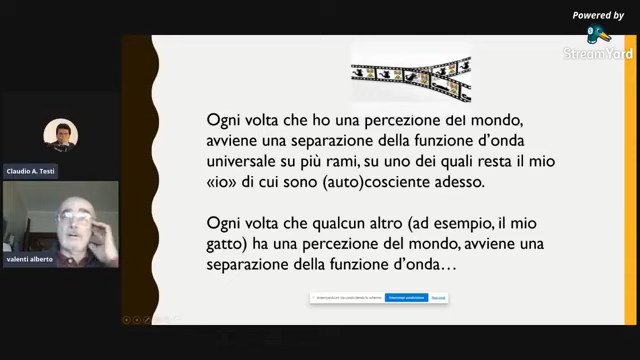 Powered by
StreamYard
Ogni volta che ho una percezione del mondo,
avviene una separazione della funzione d'onda
universale su più rami, su uno dei quali resta il mio
«io» di cui sono (auto)cosciente adesso.
Ogni volta che qualcun altro (ad esempio, il mio
gatto) ha una percezione del mondo, avviene una
separazione della funzione d'onda…
Claudio A. Testi
valenti alberto